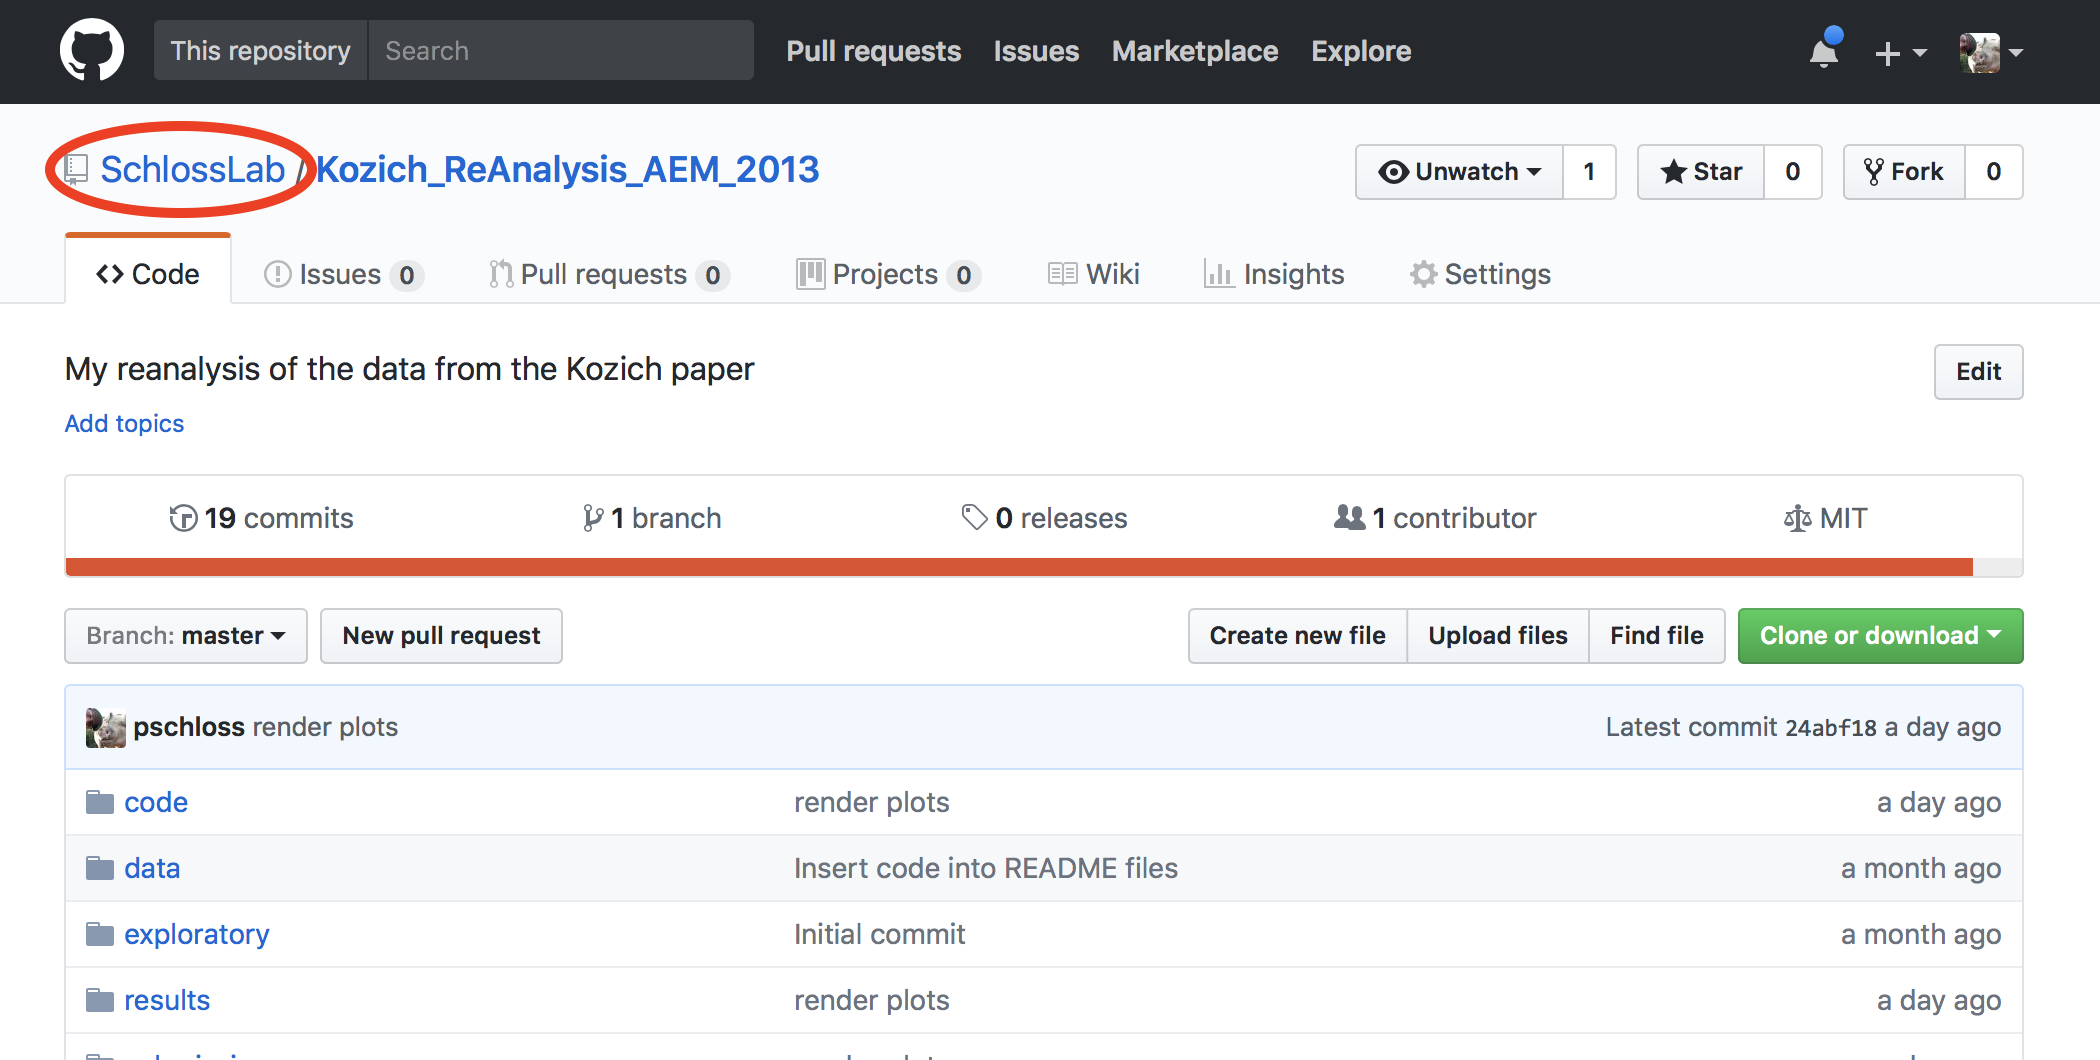 This repository Search Pull requests Issues Marketplace Explore
SchlossLab / Kozich_ReAnalysis_AEM_2013 Unwatch 1 Star 0 Fork 0
Code Issues 0 Pull requests 0 Projects 0 Wiki Insights Settings
My reanalysis of the data from the Kozich paper Edit
Add topics
19 commits 1 branch 0 releases 1 contributor MIT
Branch: master New pull request Create new file Upload files Find file Clone or download
pschloss render plots Latest commit 24abf18 a day ago
code render plots a day ago
data Insert code into README files a month ago
exploratory Initial commit a month ago
results render plots a day ago